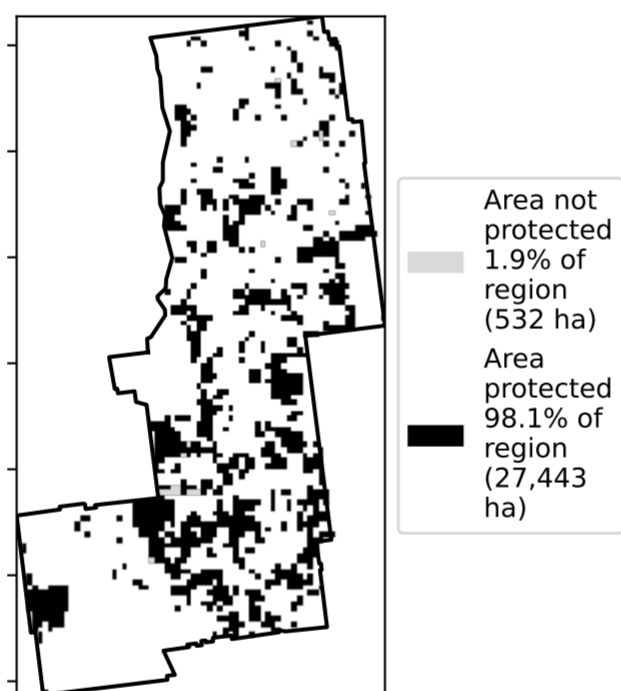 Area not
protected
1.9% of
region
(532 ha)
Area
protected
98.1% of
region
(27,443
ha)